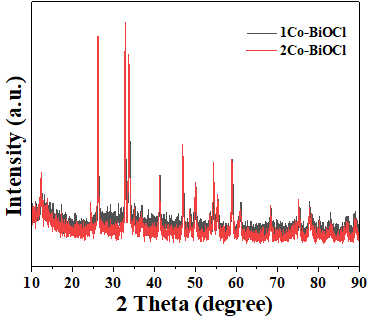 1Co-BiOCl
2Co-BiOCl
Intensity (a.u.)
10 20 30 40 50 60 70 80 90
2 Theta (degree)